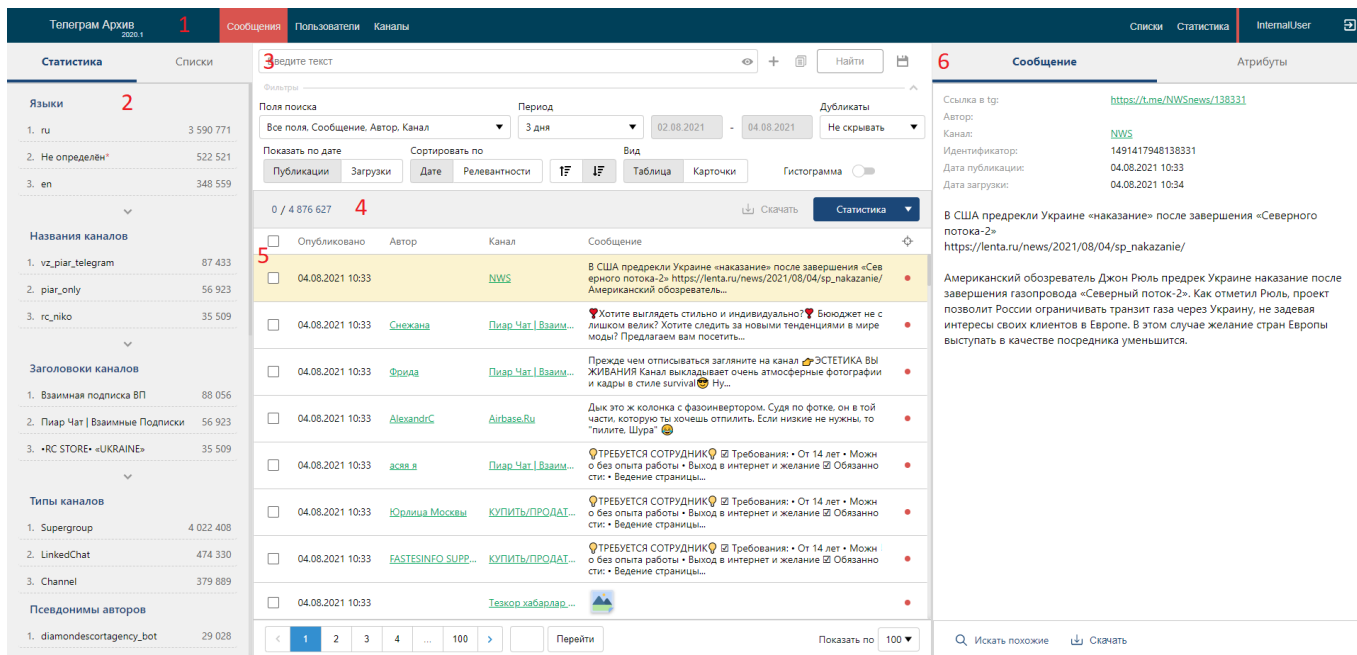 Телеграм Архив
2020.1
1
Сообщения
Пользователи
Каналы
Списки
Статистика
InternalUser
Статистика
Списки
2
Языки
1. ru 3 590 771
2. Не определён* 522 521
3. en 348 559
Названия каналов
1. vz_piar_telegram 87 433
2. piar_only 56 923
3. rc_niko 35 509
Заголовоки каналов
1. Взаимная подписка ВП 88 056
2. Пиар Чат | Взаимные Подписки 56 923
3. •RC STORE• «UKRAINE» 35 509
Типы каналов
1. Supergroup 4 022 408
2. LinkedChat 474 330
3. Channel 379 889
Псевдонимы авторов
1. diamondescortagency_bot 29 028
3
Введите текст
Найти
Фильтры
Поля поиска
Период
Дубликаты
Все поля, Сообщение, Автор, Канал
3 дня
02.08.2021 - 04.08.2021
Не скрывать
Показать по дате
Сортировать по
Вид
Публикации
Загрузки
Дате
Релевантности
Таблица
Карточки
Гистограмма
0 / 4 876 627
4
Скачать
Статистика
5
Опубликовано Автор Канал Сообщение
04.08.2021 10:33 NWS
В США предрекли Украине «наказание» после завершения «Сев
ерного потока-2» https://lenta.ru/news/2021/08/04/sp_nakazanie/
Американский обозреватель...
04.08.2021 10:33 Снежана Пиар Чат | Взаим...
❣Хотите выглядеть стильно и индивидуально?❣ Бююджет не с
лишком велик? Хотите следить за новыми тенденциями в мире
моды? Предлагаем вам посетить...
04.08.2021 10:33 Фрида Пиар Чат | Взаим...
Прежде чем отписываться загляните на канал 👉ЭСТЕТИКА ВЫ
ЖИВАНИЯ Канал выкладывает очень атмосферные фотографии
и кадры в стиле survival😎 Ну...
04.08.2021 10:33 AlexandrC Airbase.Ru
Дык это ж колонка с фазоинвертором. Судя по фотке, он в той
части, которую ты хочешь отпилить. Если низкие не нужны, то
"пилите, Шура" 😂
04.08.2021 10:33 асяя я Пиар Чат | Взаим...
💡ТРЕБУЕТСЯ СОТРУДНИК💡 ☑ Требования: • От 14 лет • Можн
о без опыта работы • Выход в интернет и желание ☑ Обязанно
сти: • Ведение страницы...
04.08.2021 10:33 Юрлица Москвы КУПИТЬ/ПРОДАТ...
💡ТРЕБУЕТСЯ СОТРУДНИК💡 ☑ Требования: • От 14 лет • Можн
о без опыта работы • Выход в интернет и желание ☑ Обязанно
сти: • Ведение страницы...
04.08.2021 10:33 FASTESINFO SUPP... КУПИТЬ/ПРОДАТ...
💡ТРЕБУЕТСЯ СОТРУДНИК💡 ☑ Требования: • От 14 лет • Можн
о без опыта работы • Выход в интернет и желание ☑ Обязанно
сти: • Ведение страницы...
04.08.2021 10:33 Тезкор хабарлар ...
< 1 2 3 4 ... 100 >
Перейти
Показать по 100
6
Сообщение
Атрибуты
Ссылка в tg: https://t.me/NWSnews/138331
Автор:
Канал: NWS
Идентификатор: 1491417948138331
Дата публикации: 04.08.2021 10:33
Дата загрузки: 04.08.2021 10:34
В США предрекли Украине «наказание» после завершения «Северного
потока-2»
https://lenta.ru/news/2021/08/04/sp_nakazanie/
Американский обозреватель Джон Рюль предрек Украине наказание после
завершения газопровода «Северный поток-2». Как отметил Рюль, проект
позволит России ограничивать транзит газа через Украину, не задевая
интересы своих клиентов в Европе. В этом случае желание стран Европы
выступать в качестве посредника уменьшится.
Искать похожие
Скачать